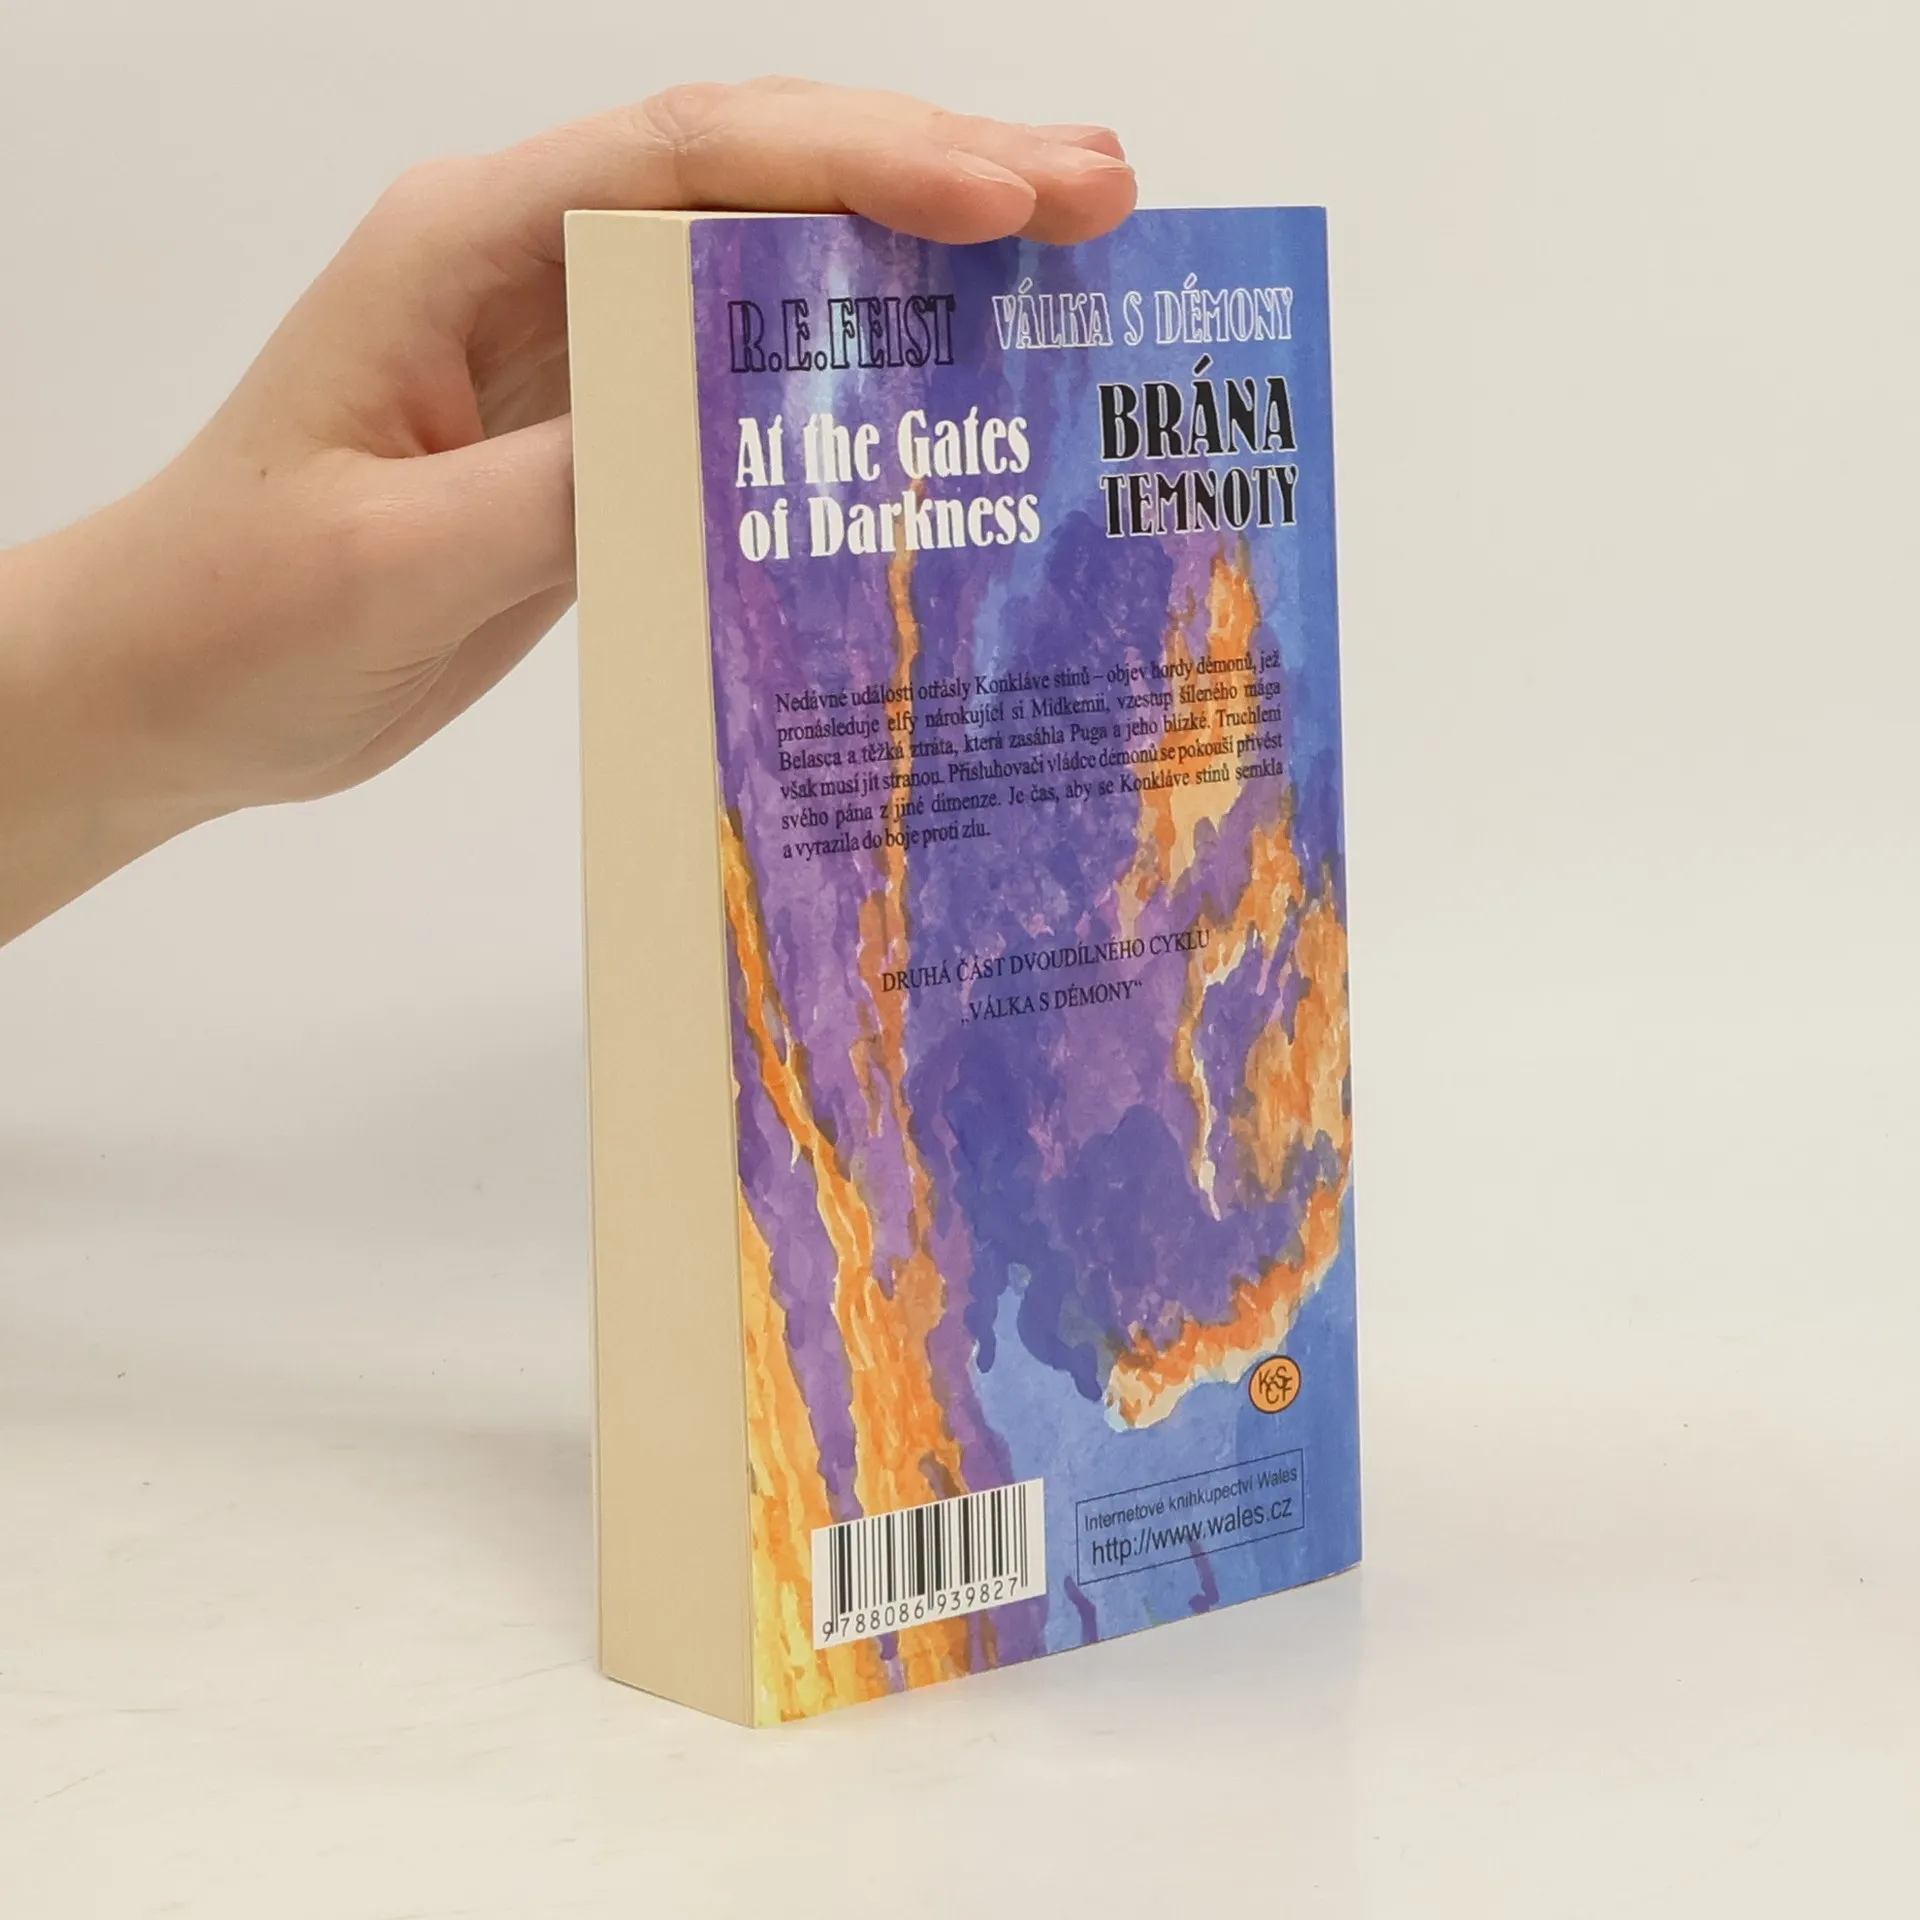 R.E.FEIST
VÁLKA S DÉMONY
At the Gates
of Darkness
BRÁNA
TEMNOTY
Nedávné události otřásly Konkláve stínů – objev hordy démonů, jež
pronásleduje elfy nárokující si Midkemii, vzestup šíleného mága
Belasca a těžká ztráta, která zasáhla Puga a jeho blízké. Truchlení
však musí jít stranou. Přisluhovači vládce démonů se pokouší přivést
svého pána z jiné dimenze. Je čas, aby se Konkláve stínů semkla
a vyrazila do boje proti zlu.
DRUHÁ ČÁST DVOUDÍLNÉHO CYKLU
„VÁLKA S DÉMONY“
KSCF
Internetové knihkupectví Wales
http://www.wales.cz
9788086939827